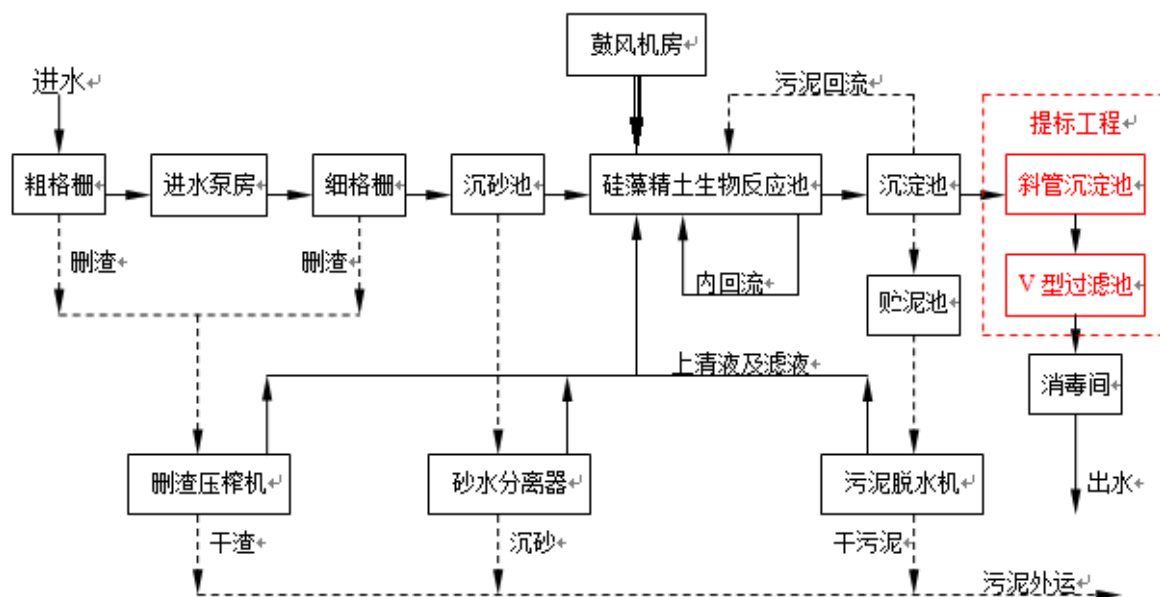 鼓风机房
进水
污泥回流
提标工程
粗格栅
进水泵房
细格栅
沉砂池
硅藻精土生物反应池
沉淀池
斜管沉淀池
删渣
删渣
内回流
贮泥池
V 型过滤池
上清液及滤液
消毒间
删渣压榨机
砂水分离器
污泥脱水机
出水
干渣
沉砂
干污泥
污泥外运